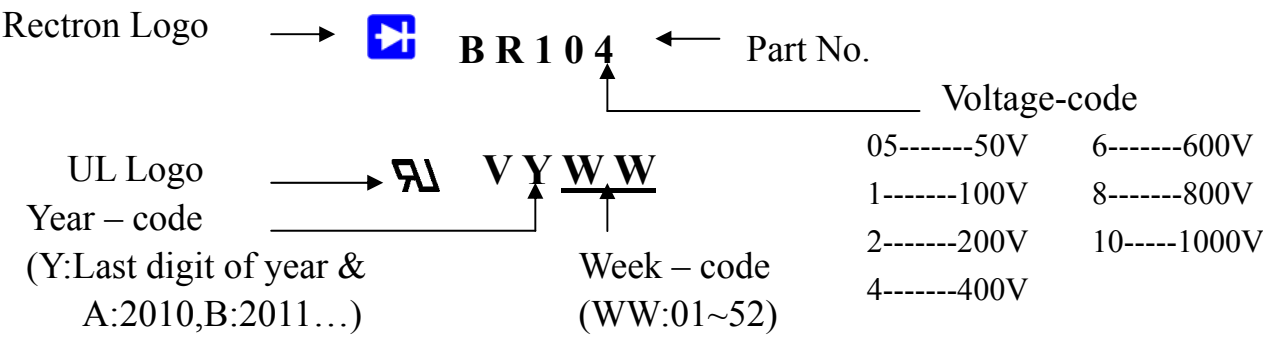 Rectron Logo
B R 1 0 4
Part No.
Voltage-code
05-------50V 6-------600V
1-------100V 8-------800V
2-------200V 10-----1000V
4-------400V
UL Logo
V Y W W
Year – code
(Y:Last digit of year &
A:2010,B:2011…)
Week – code
(WW:01~52)